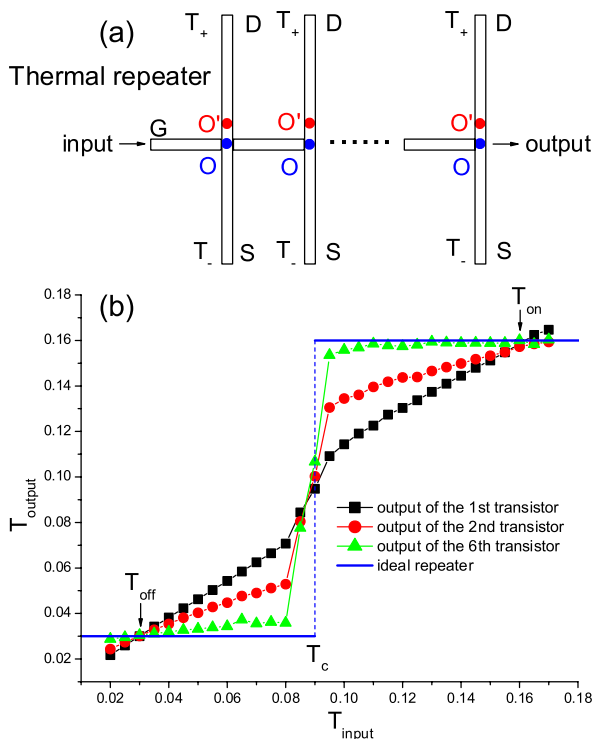 (a)
T+ D T+ D T+ D
Thermal repeater
G O' O' O'
input output
O O O
T- S T- S T- S
(b)
0.18
0.16
0.14
0.12
0.10
0.08
0.06
0.04
0.02
Toutput
Ton
Toff
Tc
output of the 1st transistor
output of the 2nd transistor
output of the 6th transistor
ideal repeater
0.02 0.04 0.06 0.08 0.10 0.12 0.14 0.16 0.18
Tinput